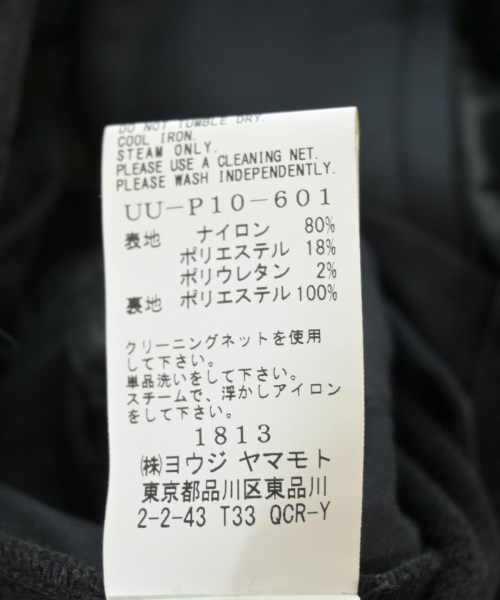 DO NOT TUMBLE DRY.
COOL IRON.
STEAM ONLY.
PLEASE USE A CLEANING NET.
PLEASE WASH INDEPENDENTLY.
UU-P10-601
表地 ナイロン 80%
ポリエステル 18%
ポリウレタン 2%
裏地 ポリエステル 100%
クリーニングネットを使用
して下さい。
単品洗いをして下さい。
スチームで、浮かしアイロン
をして下さい。
1813
㈱ヨウジ ヤマモト
東京都品川区東品川
2-2-43 T33 QCR-Y